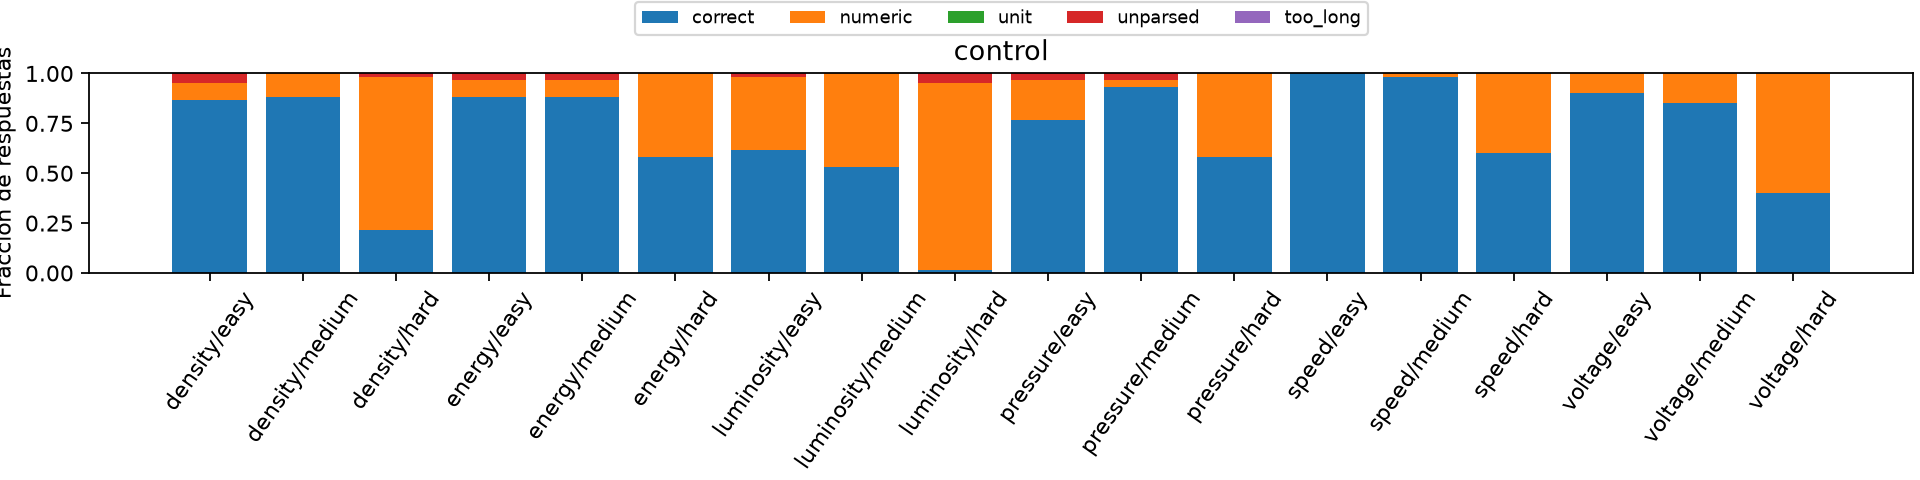 correct numeric unit unparsed too_long
control
Fracción de respuestas
1.00
0.75
0.50
0.25
0.00
density/easy
density/medium
density/hard
energy/easy
energy/medium
energy/hard
luminosity/easy
luminosity/medium
luminosity/hard
pressure/easy
pressure/medium
pressure/hard
speed/easy
speed/medium
speed/hard
voltage/easy
voltage/medium
voltage/hard